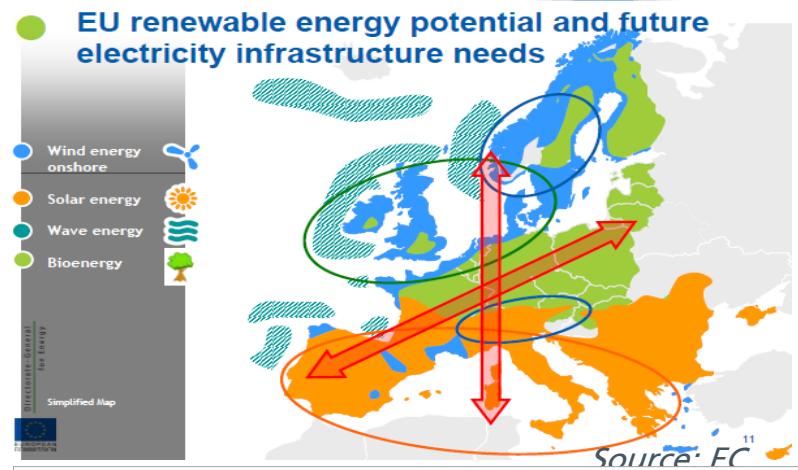 EU renewable energy potential and future
electricity infrastructure needs
Wind energy
onshore
Solar energy
Wave energy
Bioenergy
Directorate-General
for Energy
Simplified Map
EUROPEAN
11
Source: EC